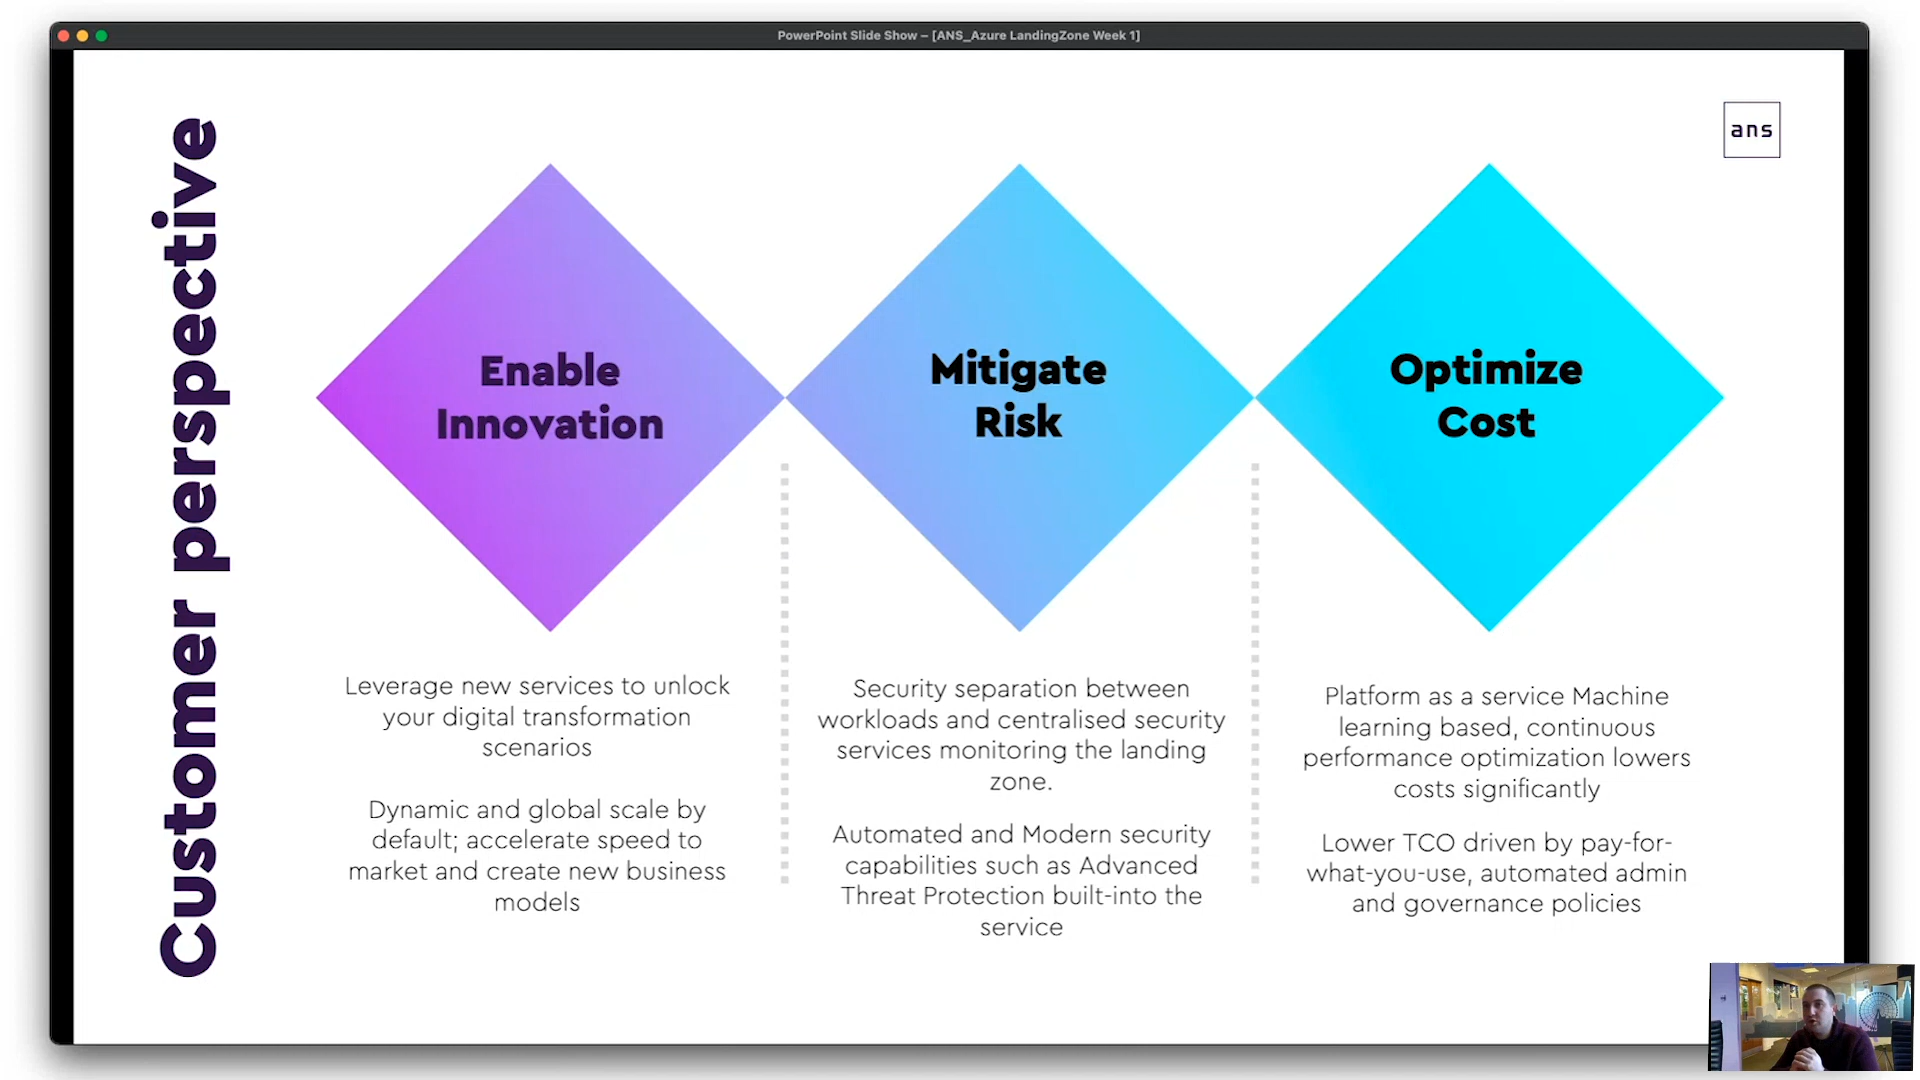 PowerPoint Slide Show – [ANS_Azure LandingZone Week 1]
ans
Customer perspective
Enable
Innovation
Leverage new services to unlock
your digital transformation
scenarios
Dynamic and global scale by
default; accelerate speed to
market and create new business
models
Mitigate
Risk
Security separation between
workloads and centralised security
services monitoring the landing
zone.
Automated and Modern security
capabilities such as Advanced
Threat Protection built-into the
service
Optimize
Cost
Platform as a service Machine
learning based, continuous
performance optimization lowers
costs significantly
Lower TCO driven by pay-for-
what-you-use, automated admin
and governance policies